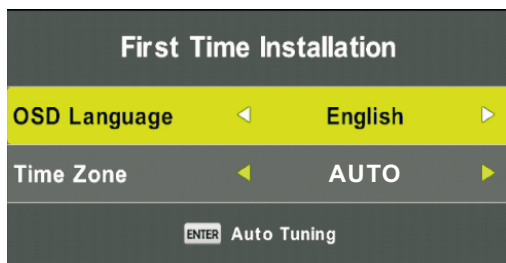 First Time Installation
OSD Language English
Time Zone AUTO
ENTER Auto Tuning